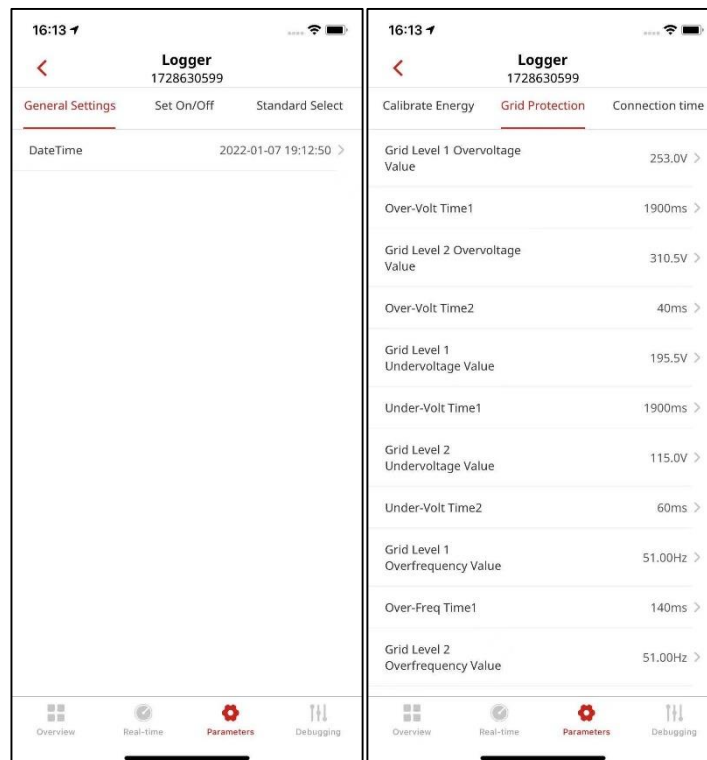 16:13
Logger
1728630599
General Settings Set On/Off Standard Select
DateTime 2022-01-07 19:12:50
Overview Real-time Parameters Debugging
16:13
Logger
1728630599
Calibrate Energy Grid Protection Connection time
Grid Level 1 Overvoltage
Value 253.0V
Over-Volt Time1 1900ms
Grid Level 2 Overvoltage
Value 310.5V
Over-Volt Time2 40ms
Grid Level 1
Undervoltage Value 195.5V
Under-Volt Time1 1900ms
Grid Level 2
Undervoltage Value 115.0V
Under-Volt Time2 60ms
Grid Level 1
Overfrequency Value 51.00Hz
Over-Freq Time1 140ms
Grid Level 2
Overfrequency Value 51.00Hz
Overview Real-time Parameters Debugging